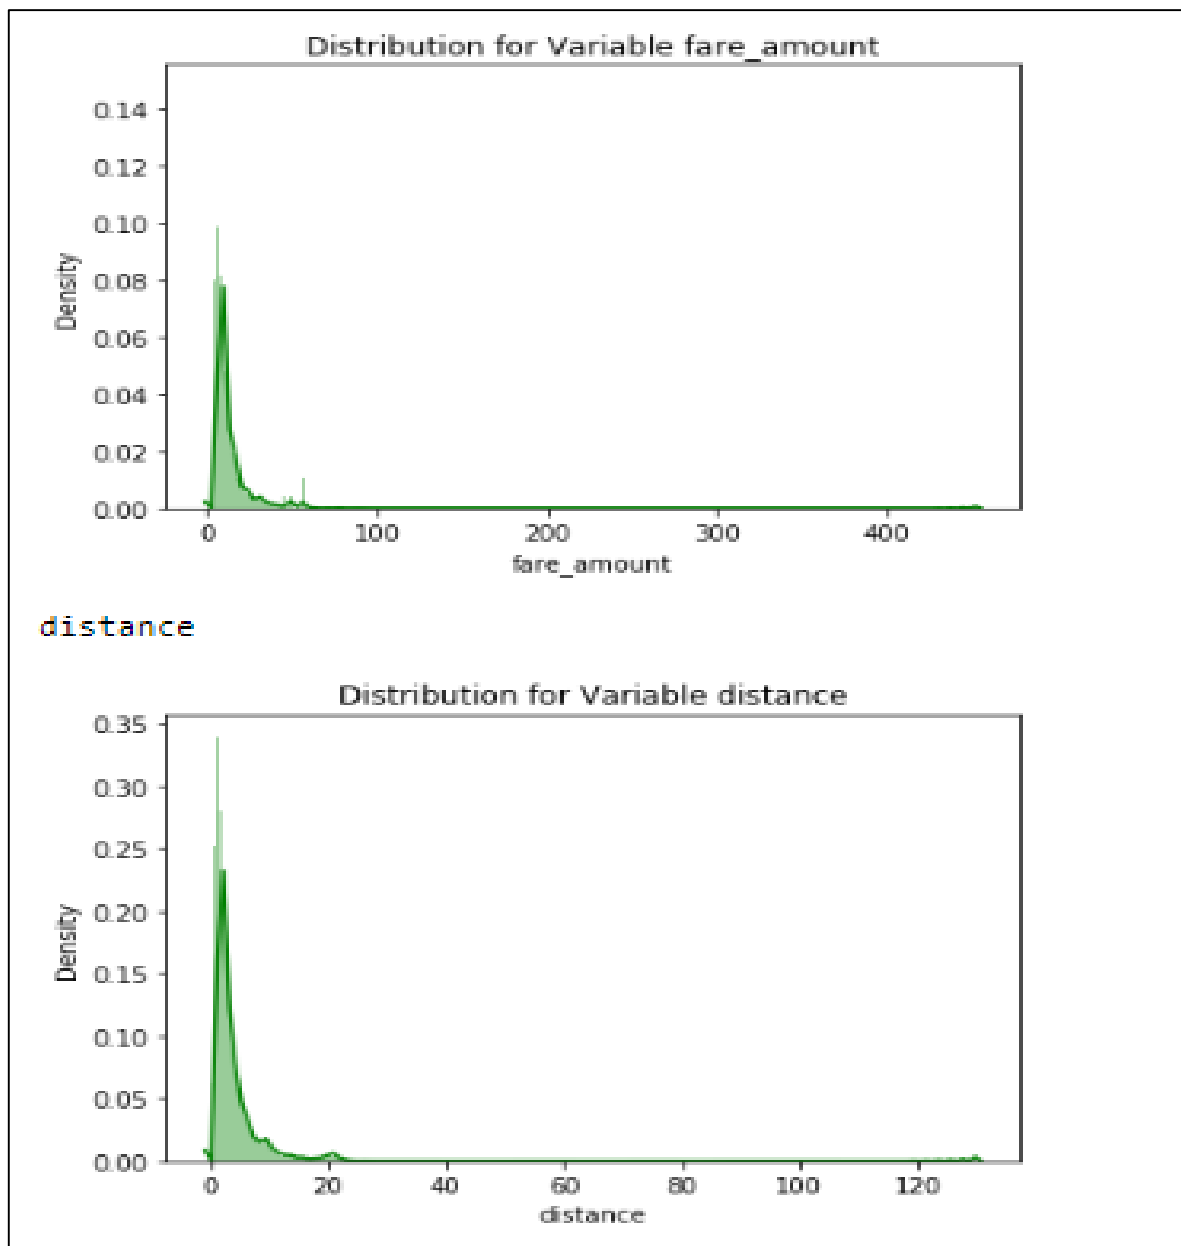 Distribution for Variable fare_amount
0.14
0.12
0.10
0.08
0.06
0.04
0.02
0.00
Density
0 100 200 300 400
fare_amount
distance
Distribution for Variable distance
0.35
0.30
0.25
0.20
0.15
0.10
0.05
0.00
Density
0 20 40 60 80 100 120
distance